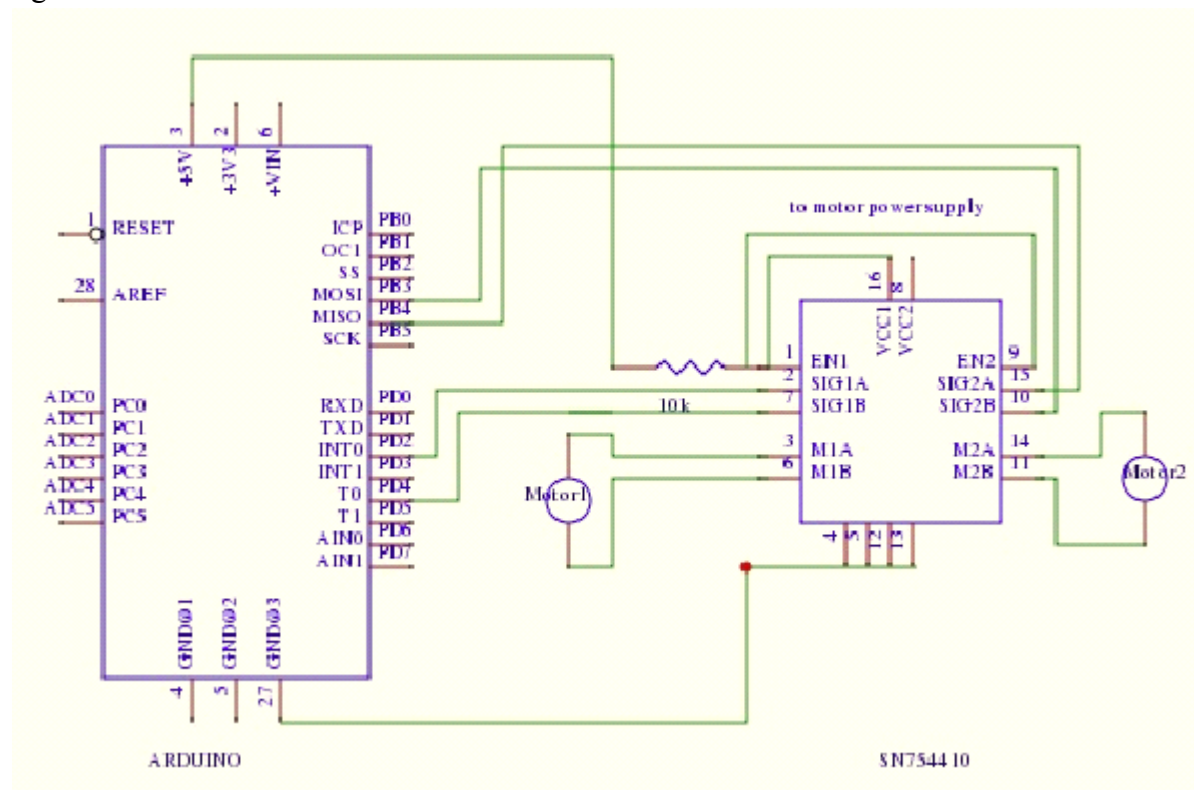 3 2 6
+5V +3V3 +VIN
to motor powersupply
1 RESET
28 AREF
ICP PB0
OC1 PB1
SS PB2
MOSI PB3
MISO PB4
SCK PB5
16 8
VCC1 VCC2
1 EN1
2 SIG1A
7 SIG1B
3 M1A
6 M1B
EN2 9
SIG2A 15
SIG2B 10
M2A 14
M2B 11
10k
ADC0 PC0
ADC1 PC1
ADC2 PC2
ADC3 PC3
ADC4 PC4
ADC5 PC5
RXD PD0
TXD PD1
INT0 PD2
INT1 PD3
T0 PD4
T1 PD5
AIN0 PD6
AIN1 PD7
Motor1
Motor2
4 5 12 13
GND@1 GND@2 GND@3
4 5 27
ARDUINO
SN754410